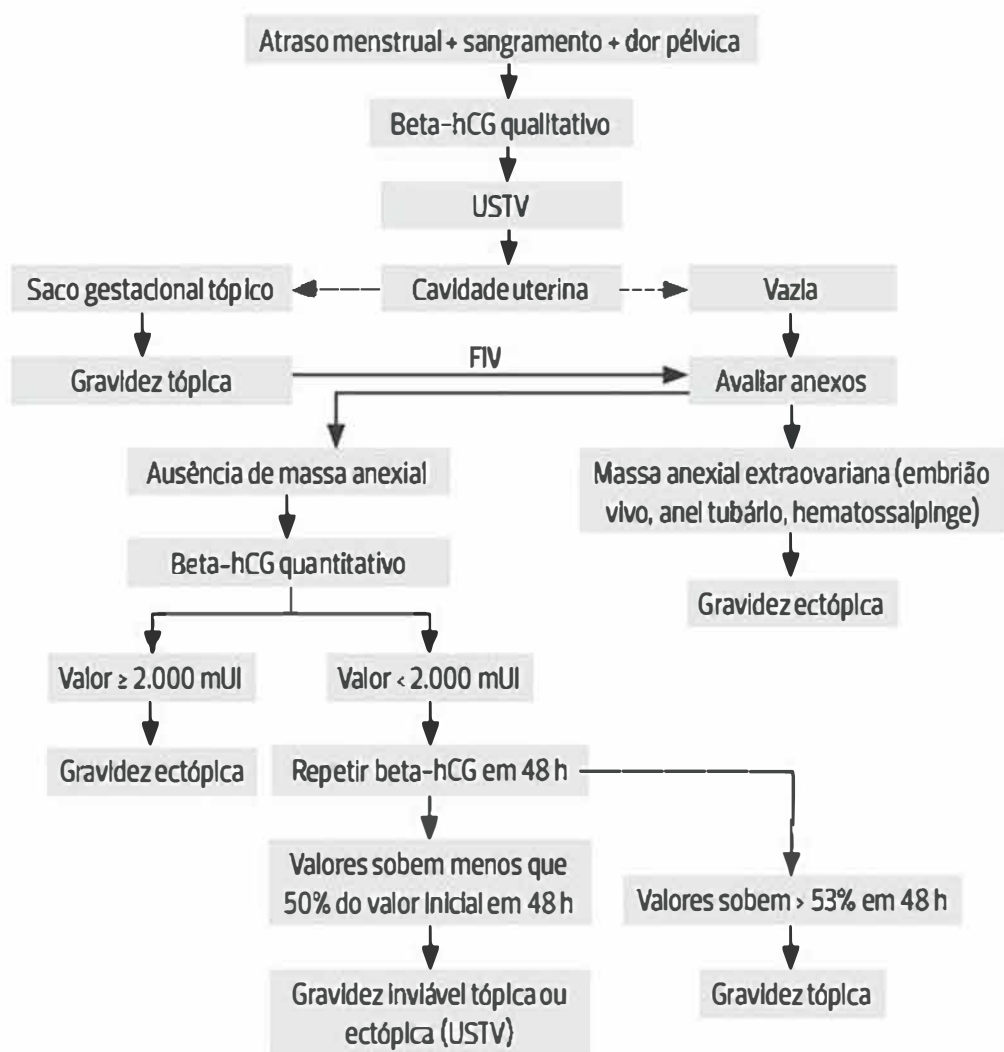 Atraso menstrual + sangramento + dor pélvica
Beta-hCG qualitativo
USTV
Saco gestacional tópico
Cavidade uterina
Vazia
FIV
Gravidez tópica
Avaliar anexos
Ausência de massa anexial
Massa anexial extraovariana (embrião
vivo, anel tubário, hematossalpinge)
Beta-hCG quantitativo
Gravidez ectópica
Valor ≥ 2.000 mUI
Valor < 2.000 mUI
Gravidez ectópica
Repetir beta-hCG em 48 h
Valores sobem menos que
50% do valor inicial em 48 h
Valores sobem > 53% em 48 h
Gravidez inviável tópica ou
ectópica (USTV)
Gravidez tópica